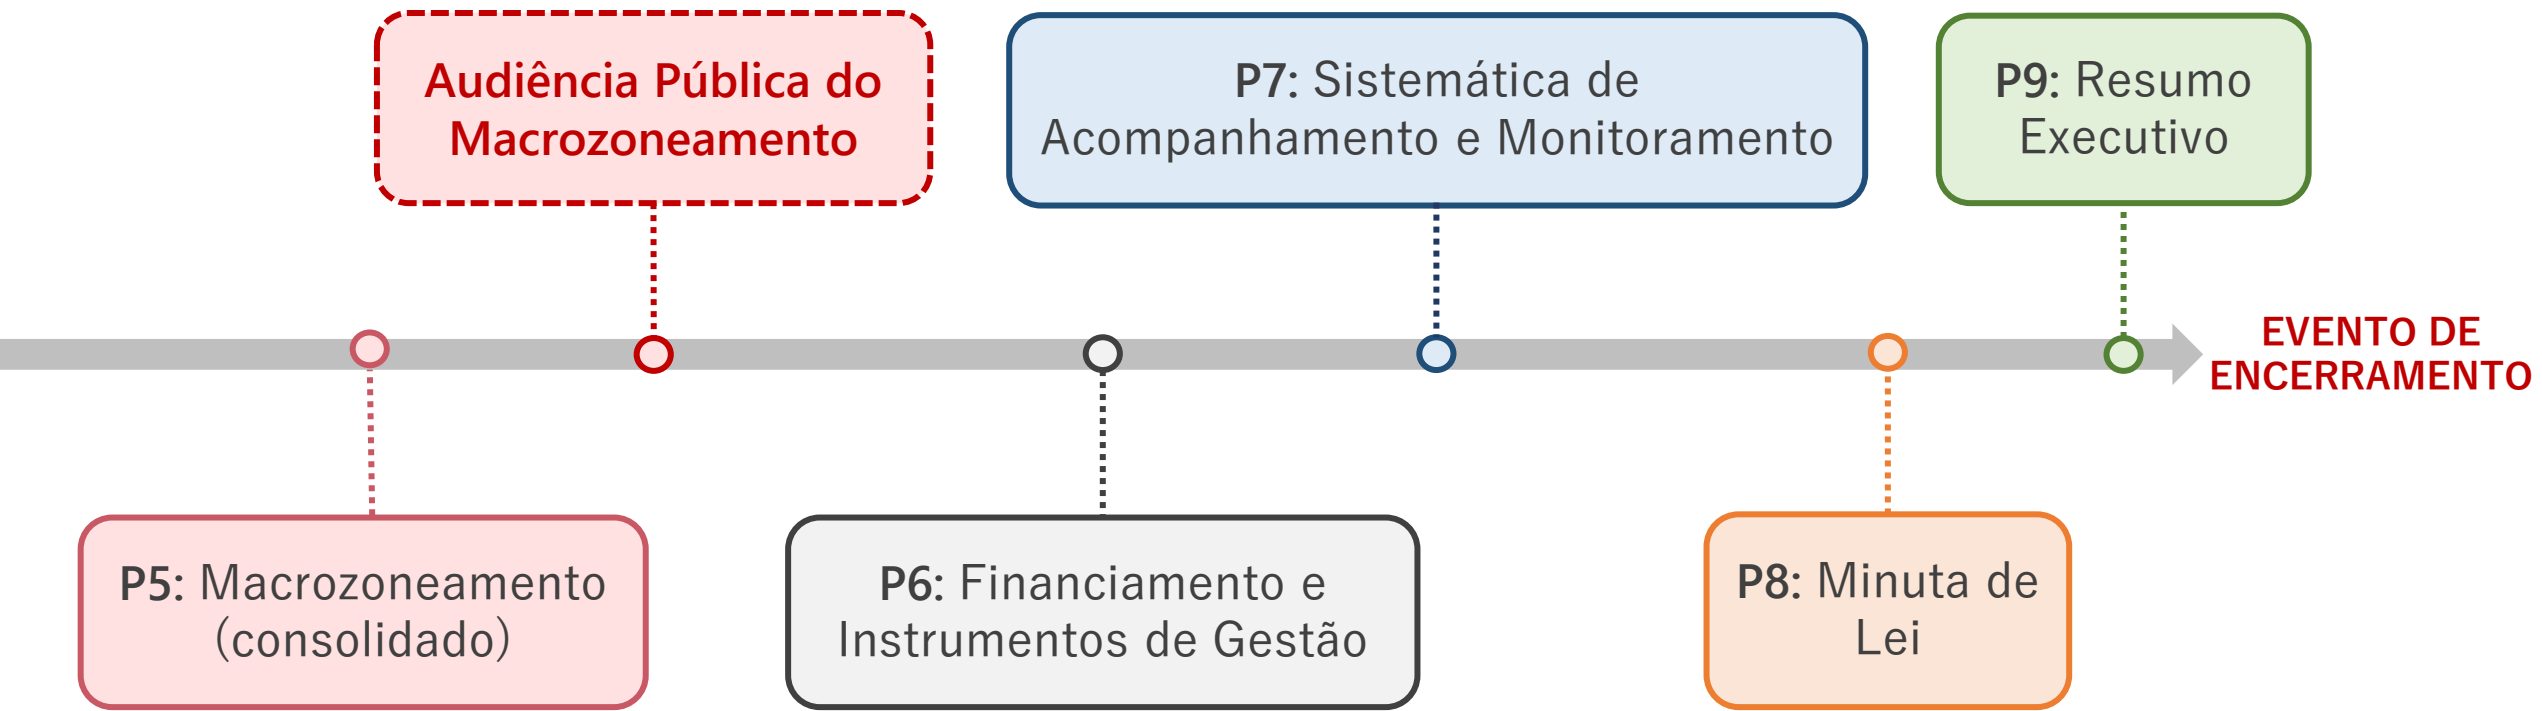 Audiência Pública do
Macrozoneamento
P7: Sistemática de
Acompanhamento e Monitoramento
P9: Resumo
Executivo
EVENTO DE
ENCERRAMENTO
P5: Macrozoneamento
(consolidado)
P6: Financiamento e
Instrumentos de Gestão
P8: Minuta de
Lei